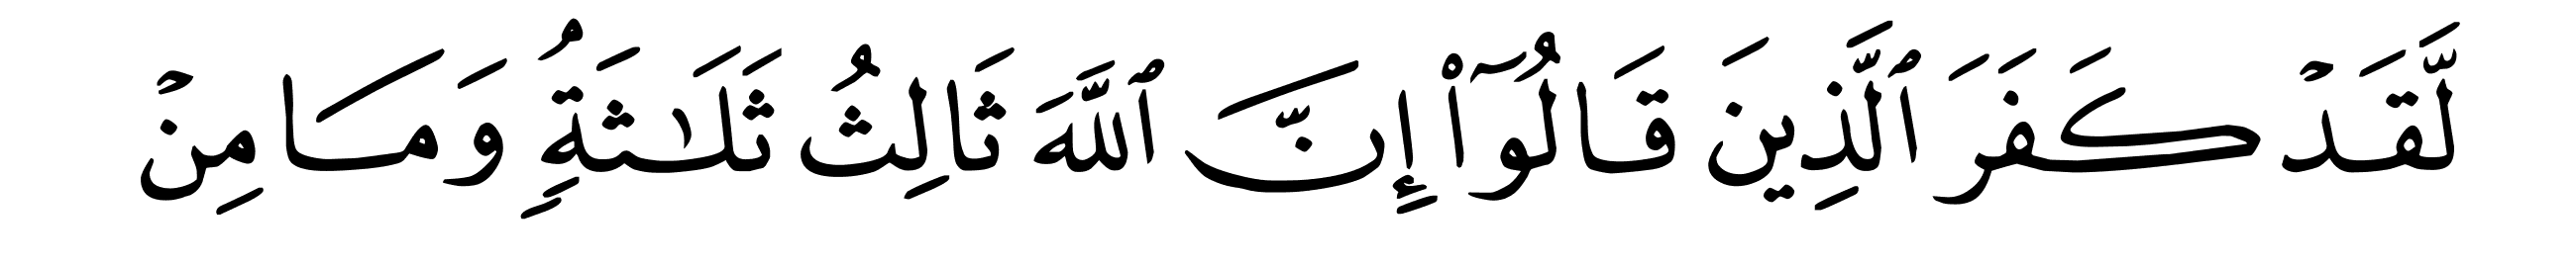 لَّقَدْ كَفَرَ ٱلَّذِينَ قَالُوٓا۟ إِنَّ ٱللَّهَ ثَالِثُ ثَلَـٰثَةٍۢ وَمَا مِنْ